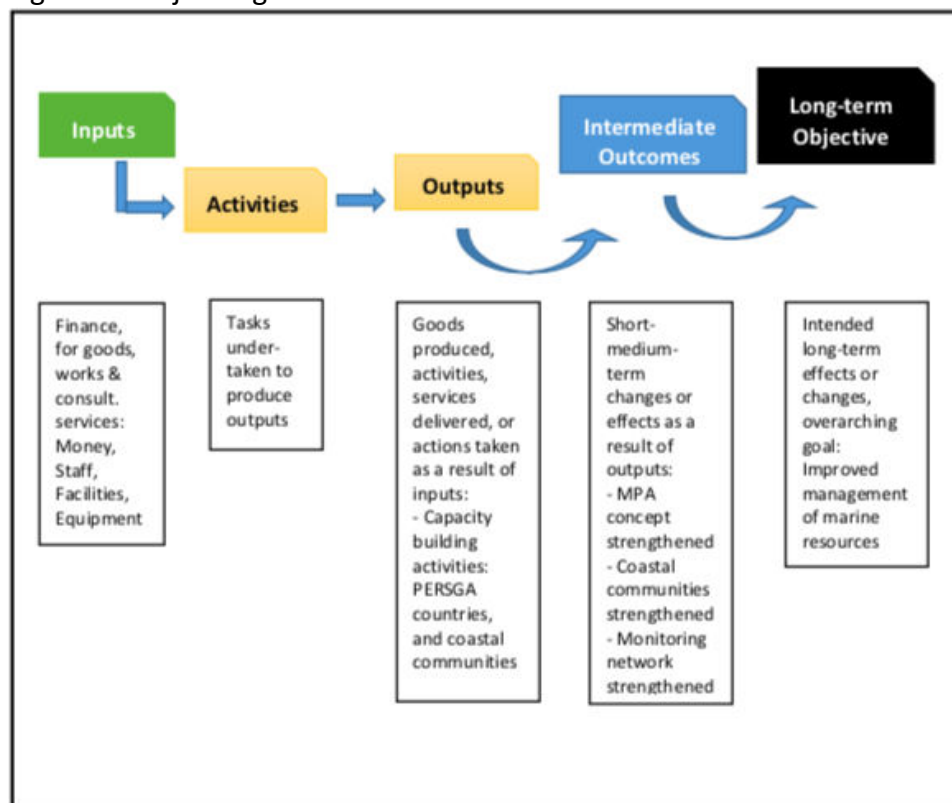 Inputs
Activities
Outputs
Intermediate
Outcomes
Long-term
Objective
Finance,
for goods,
works &
consult.
services:
Money,
Staff,
Facilities,
Equipment
Tasks
under-
taken to
produce
outputs
Goods
produced,
activities,
services
delivered, or
actions taken
as a result of
inputs:
- Capacity
building
activities:
PERSGA
countries,
and coastal
communities
Short-
medium-
term
changes or
effects as a
result of
outputs:
- MPA
concept
strengthened
- Coastal
communities
strengthened
- Monitoring
network
strengthened
Intended
long-term
effects or
changes,
overarching
goal:
Improved
management
of marine
resources